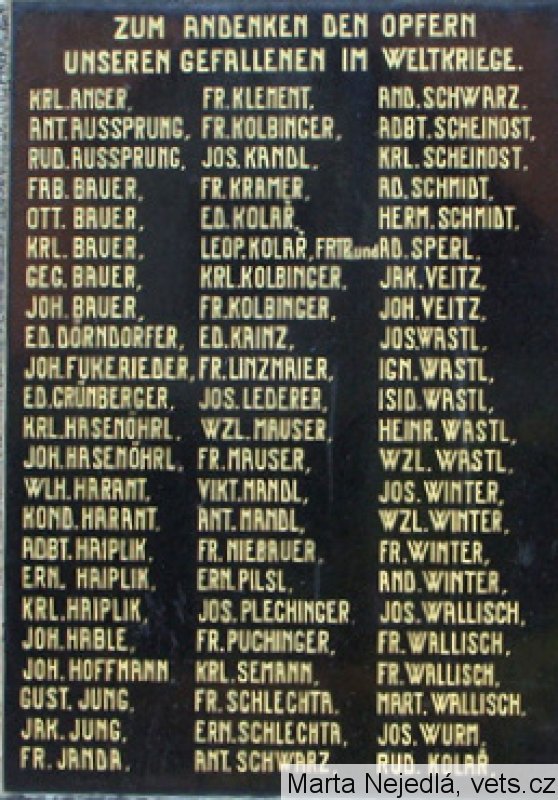 ZUM ANDENKEN DEN OPFERN
UNSEREN GEFALLENEN IM WELTKRIEGE.
KRL. ANGER,
ANT. AUSSPRUNG,
RUD. AUSSPRUNG,
FAB. BAUER,
OTT. BAUER,
KRL. BAUER,
GEG. BAUER,
JOH. BAUER,
ED. DÖRNDORFER,
JOH. FUKERIEDER,
ED. GRÜNBERGER,
KRL. HASENÖHRL.
JOH. HASENÖHRL,
WLH. HARANT,
KOND. HARANT,
ADBT. HAIPLIK,
ERN. HAIPLIK,
KRL. HAIPLIK,
JOH. HABLE,
JOH. HOFFMANN
GUST. JUNG,
JAK. JUNG,
FR. JANDA,
FR. KLEMENT,
FR. KOLBINGER,
JOS. KANDL,
FR. KRAMER,
ED. KOLAŘ,
LEOP. KOLAŘ, FRTR. und
KRL. KOLBINGER,
FR. KOLBINGER,
ED. KAINZ,
FR. LINZMAIER,
JOS. LEDERER,
WZL. MAUSER,
FR. MAUSER,
VIKT. MANDL,
ANT. MANDL,
FR. NIEBAUER,
ERN. PILSL,
JOS. PLECHINGER,
FR. PUCHINGER,
KRL. SEMANN,
FR. SCHLECHTA,
ERN. SCHLECHTA,
ANT. SCHWARZ,
AND. SCHWARZ,
ADBT. SCHEINOST,
KRL. SCHEINOST,
AD. SCHMIDT,
HERM. SCHMIDT,
AD. SPERL,
JAK. VEITZ,
JOH. VEITZ,
JOS. WASTL,
IGN. WASTL,
ISID. WASTL,
HEINR. WASTL,
WZL. WASTL,
JOS. WINTER,
WZL. WINTER,
FR. WINTER,
AND. WINTER,
JOS. WALLISCH,
FR. WALLISCH,
FR. WALLISCH,
MART. WALLISCH,
JOS. WURM,
RUD. KOLAŘ,
Marta Nejedlá, vets.cz